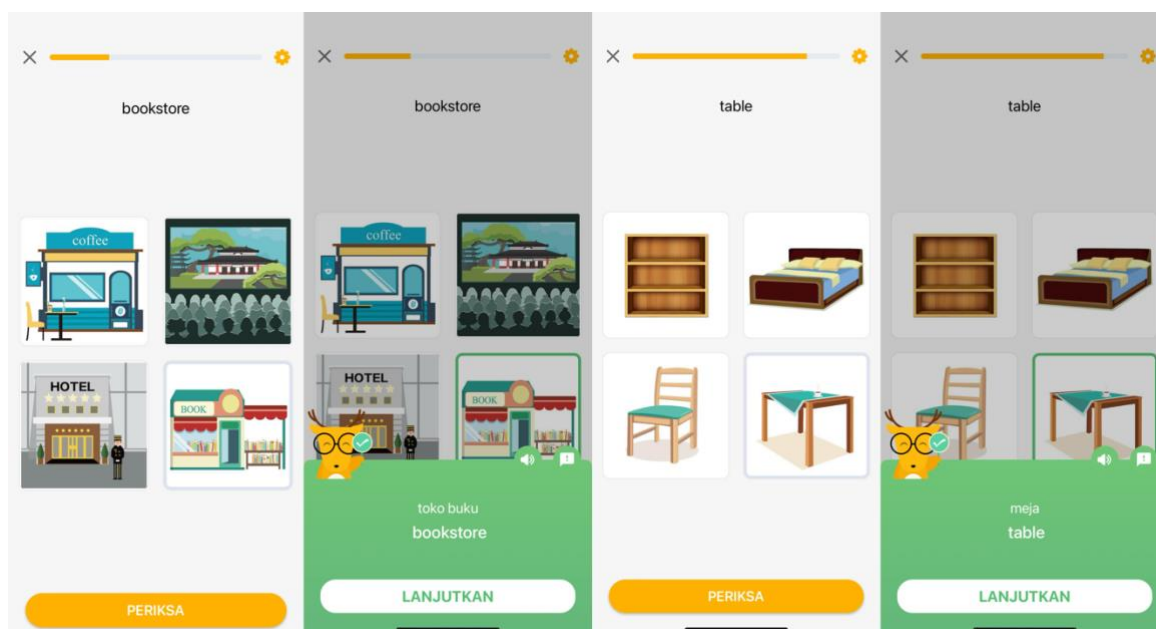 bookstore
coffee
HOTEL
BOOK
PERIKSA
bookstore
coffee
HOTEL
BOOK
toko buku
bookstore
LANJUTKAN
table
PERIKSA
table
meja
table
LANJUTKAN